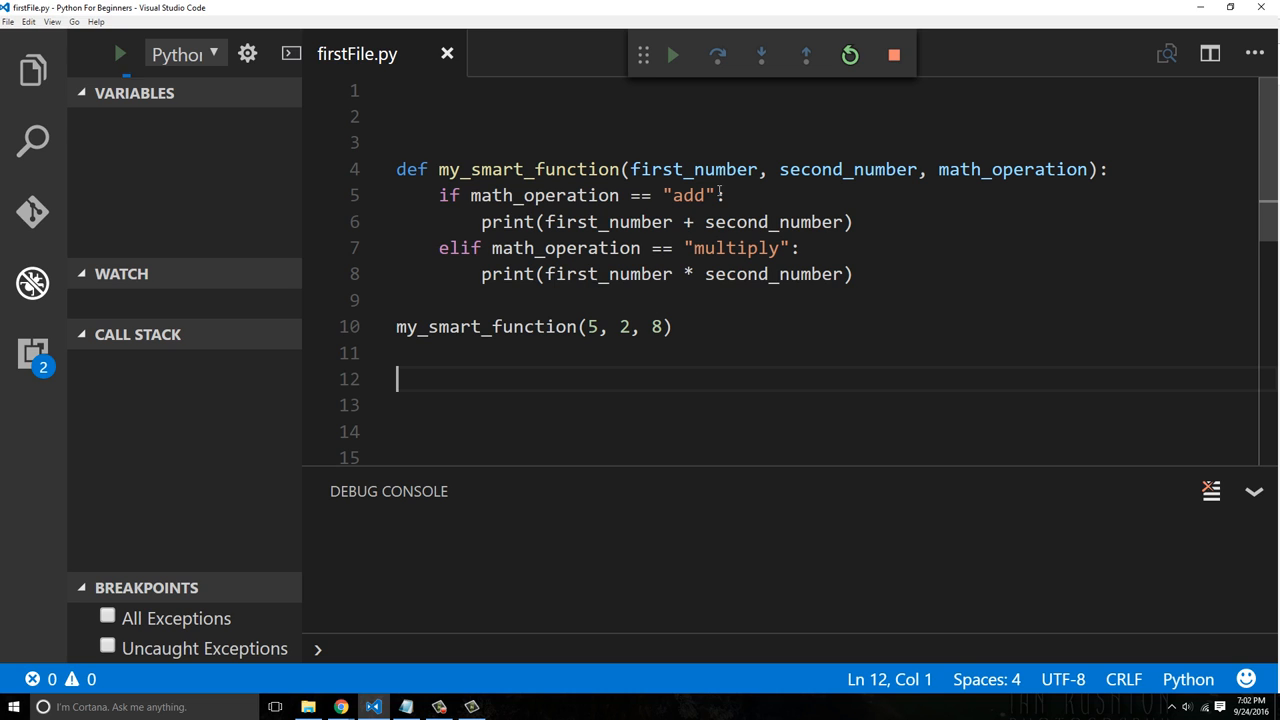 firstFile.py - Python For Beginners - Visual Studio Code
File Edit View Go Help
Python
firstFile.py
VARIABLES
WATCH
CALL STACK
2
BREAKPOINTS
All Exceptions
Uncaught Exceptions
1
2
3
4 def my_smart_function(first_number, second_number, math_operation):
5 if math_operation == "add":
6 print(first_number + second_number)
7 elif math_operation == "multiply":
8 print(first_number * second_number)
9
10 my_smart_function(5, 2, 8)
11
12
13
14
15
DEBUG CONSOLE
0 0
Ln 12, Col 1 Spaces: 4 UTF-8 CRLF Python
I'm Cortana. Ask me anything.
7:02 PM
9/24/2016